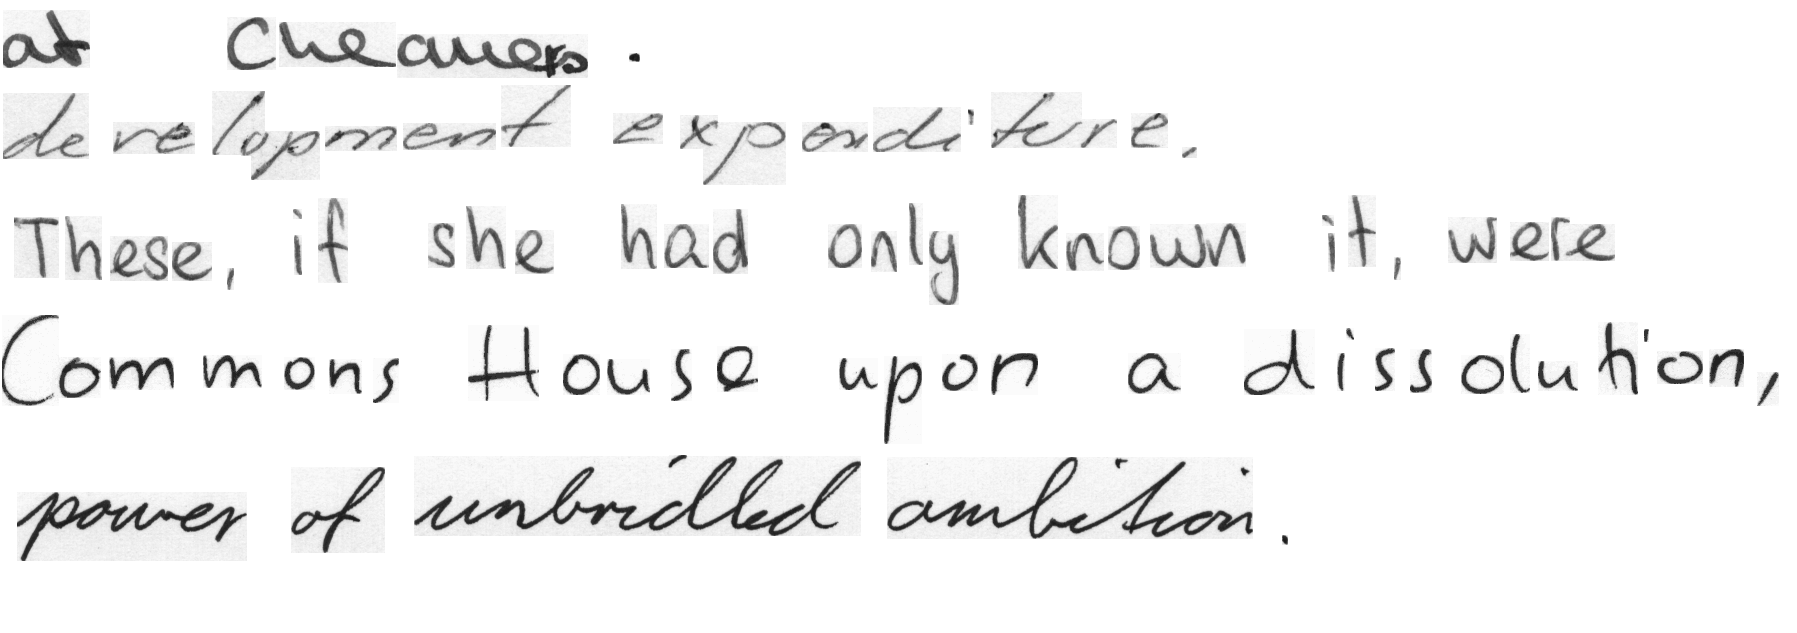 at Cheamers.
development expenditure.
These, if she had only known it, were
Commons House upon a dissolution,
power of unbridled ambition.